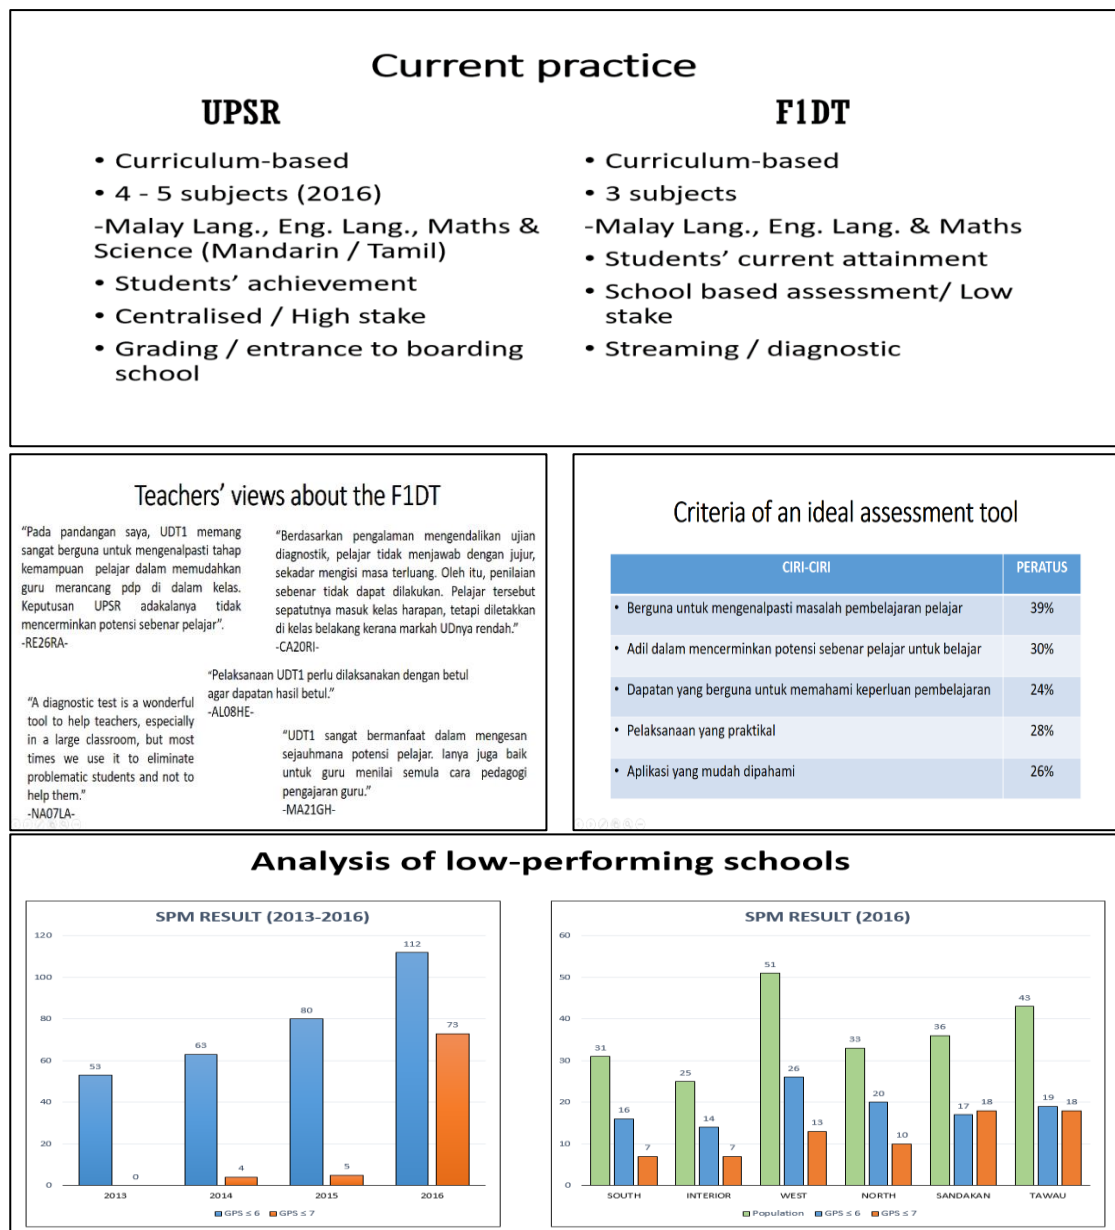 Current practice
UPSR
• Curriculum-based
• 4 - 5 subjects (2016)
-Malay Lang., Eng. Lang., Maths &
Science (Mandarin / Tamil)
• Students’ achievement
• Centralised / High stake
• Grading / entrance to boarding
school
F1DT
• Curriculum-based
• 3 subjects
-Malay Lang., Eng. Lang. & Maths
• Students’ current attainment
• School based assessment/ Low
stake
• Streaming / diagnostic
Teachers’ views about the F1DT
“Pada pandangan saya, UDT1 memang
sangat berguna untuk mengenalpasti tahap
kemampuan pelajar dalam memudahkan
guru merancang pdp di dalam kelas.
Keputusan UPSR adakalanya tidak
mencerminkan potensi sebenar pelajar”.
-RE26RA-
“Berdasarkan pengalaman mengendalikan ujian
diagnostik, pelajar tidak menjawab dengan jujur,
sekadar mengisi masa terluang. Oleh itu, penilaian
sebenar tidak dapat dilakukan. Pelajar tersebut
sepatutnya masuk kelas harapan, tetapi diletakkan
di kelas belakang kerana markah UDnya rendah.”
-CA20RI-
“Pelaksanaan UDT1 perlu dilaksanakan dengan betul
agar dapatan hasil betul.”
-AL08HE-
“A diagnostic test is a wonderful
tool to help teachers, especially
in a large classroom, but most
times we use it to eliminate
problematic students and not to
help them.”
-NA07LA-
“UDT1 sangat bermanfaat dalam mengesan
sejauhmana potensi pelajar. Ianya juga baik
untuk guru menilai semula cara pedagogi
pengajaran guru.”
-MA21GH-
Criteria of an ideal assessment tool
CIRI-CIRI PERATUS
• Berguna untuk mengenalpasti masalah pembelajaran pelajar 39%
• Adil dalam mencerminkan potensi sebenar pelajar untuk belajar 30%
• Dapatan yang berguna untuk memahami keperluan pembelajaran 24%
• Pelaksanaan yang praktikal 28%
• Aplikasi yang mudah dipahami 26%
Analysis of low-performing schools
SPM RESULT (2013-2016)
120
100
80
60
40
20
0
53 0
63 4
80 5
112 73
2013 2014 2015 2016
GPS ≤ 6 GPS ≤ 7
SPM RESULT (2016)
60
50
40
30
20
10
0
31 16 7
25 14 7
51 26 13
33 20 10
36 17 18
43 19 18
SOUTH INTERIOR WEST NORTH SANDAKAN TAWAU
Population GPS ≤ 6 GPS ≤ 7